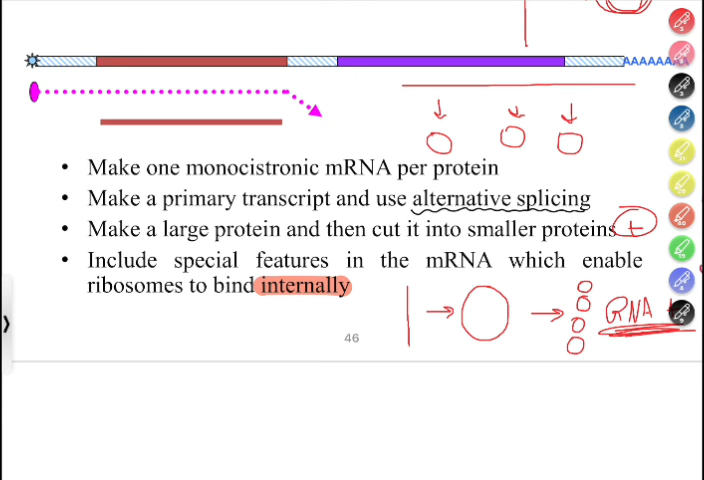 AAAAAAAA
• Make one monocistronic mRNA per protein
• Make a primary transcript and use alternative splicing
• Make a large protein and then cut it into smaller proteins +
• Include special features in the mRNA which enable
ribosomes to bind internally
RNA +
46